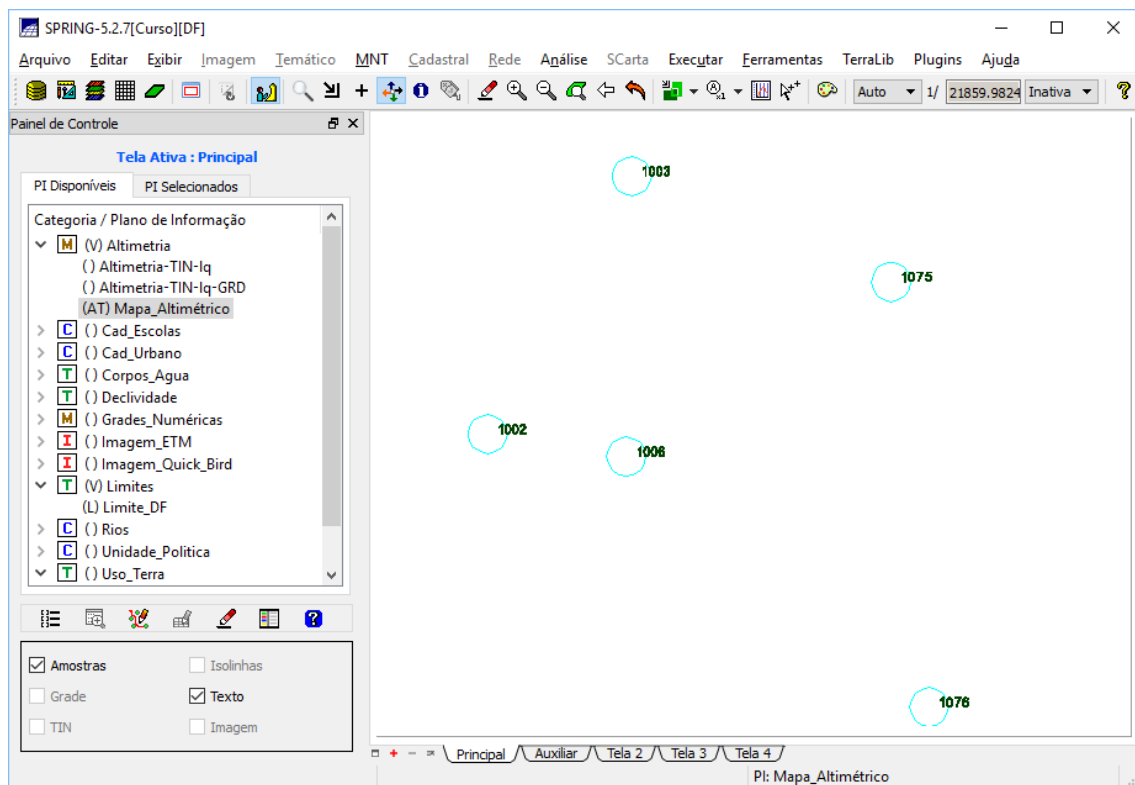 SPRING-5.2.7[Curso][DF]
Arquivo Editar Exibir Imagem Temático MNT Cadastral Rede Análise SCarta Executar Ferramentas TerraLib Plugins Ajuda
Auto 1/ 21859.9824 Inativa
Painel de Controle
Tela Ativa : Principal
PI Disponíveis PI Selecionados
Categoria / Plano de Informação
M (V) Altimetria
( ) Altimetria-TIN-lq
( ) Altimetria-TIN-lq-GRD
(AT) Mapa_Altimétrico
C ( ) Cad_Escolas
C ( ) Cad_Urbano
T ( ) Corpos_Agua
T ( ) Declividade
M ( ) Grades_Numéricas
I ( ) Imagem_ETM
I ( ) Imagem_Quick_Bird
T (V) Limites
(L) Limite_DF
C ( ) Rios
C ( ) Unidade_Politica
T ( ) Uso_Terra
Amostras Isolinhas
Grade Texto
TIN Imagem
1003
1075
1002
1006
1076
Principal Auxiliar Tela 2 Tela 3 Tela 4
PI: Mapa_Altimétrico